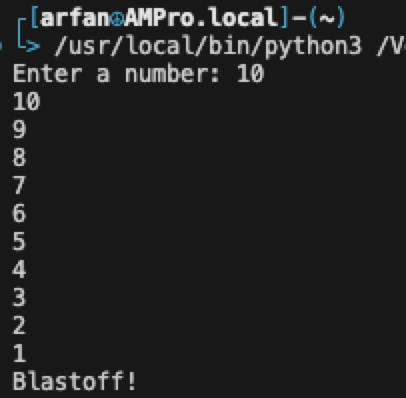 ┌─[arfan☮AMPro.local]-(~)
└> /usr/local/bin/python3 /V
Enter a number: 10
10
9
8
7
6
5
4
3
2
1
Blastoff!